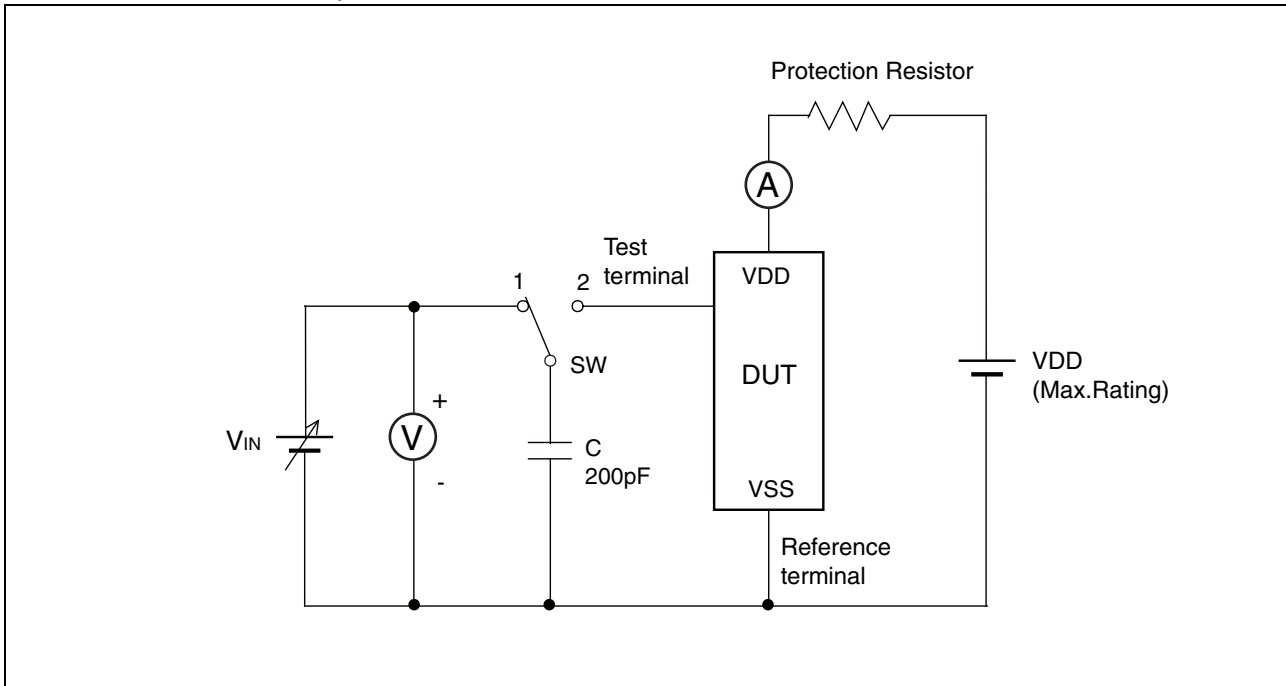 Protection Resistor
A
Test
terminal
VDD
1
2
SW
DUT
VDD
(Max.Rating)
+
VIN
V
C
200pF
-
VSS
Reference
terminal